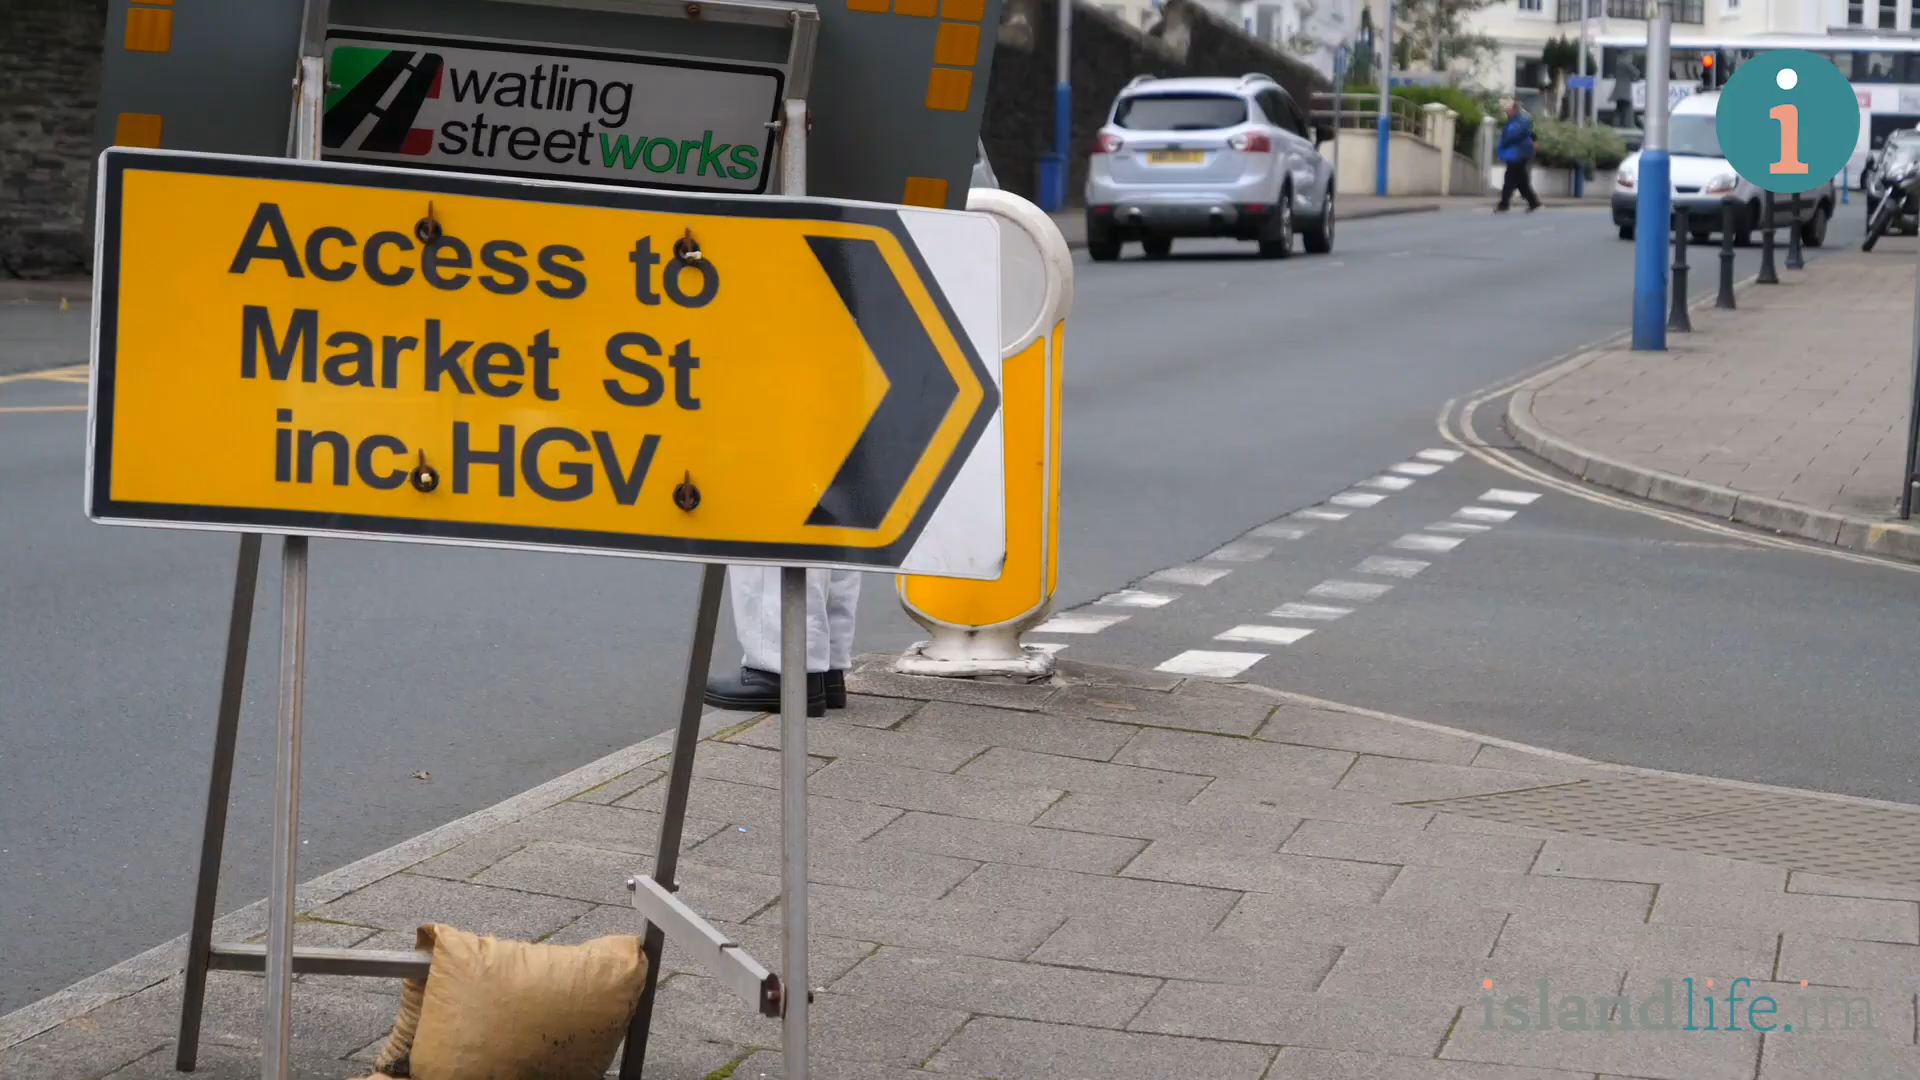 watling
streetworks
Access to
Market St
inc. HGV
i
islandlife.im